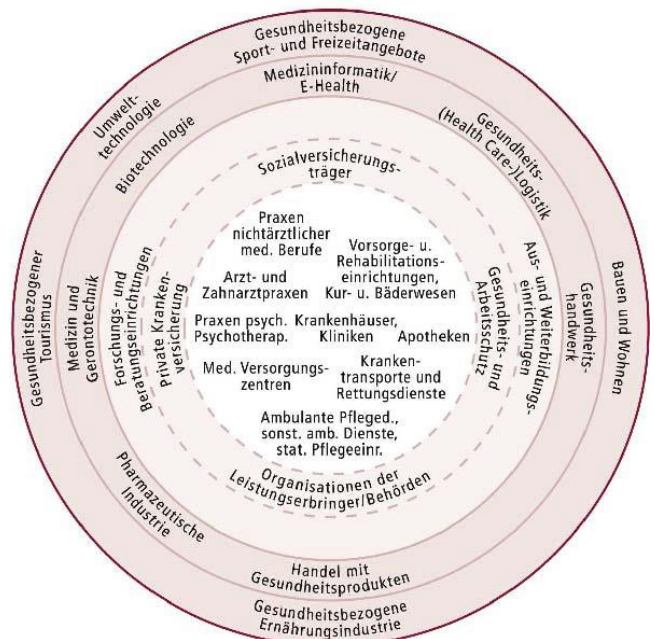 Gesundheitsbezogene
Sport- und Freizeitangebote
Medizininformatik/
E-Health
Umwelt-
technologie
Biotechnologie
Gesundheits-
(Health Care-)Logistik
Sozialversicherungs-
träger
Praxen
nichtärztlicher
med. Berufe
Vorsorge- u.
Rehabilitations-
einrichtungen,
Kur- u. Bäderwesen
Arzt- und
Zahnarztpraxen
Praxen psych.
Psychotherap.
Krankenhäuser,
Kliniken
Apotheken
Med. Versorgungs-
zentren
Kranken-
transporte und
Rettungsdienste
Ambulante Pfleged.,
sonst. amb. Dienste,
stat. Pflegeeinr.
Gesundheitsbezogener
Tourismus
Medizin und
Gerontotechnik
Forschungs- und
Beratungseinrichtungen
Private Kranken-
versicherung
Gesundheits- und
Arbeitsschutz
Aus- und Weiterbildungs-
einrichtungen
Gesundheits-
handwerk
Bauen und Wohnen
Organisationen der
Leistungserbringer/Behörden
Pharmazeutische
Industrie
Handel mit
Gesundheitsprodukten
Gesundheitsbezogene
Ernährungsindustrie